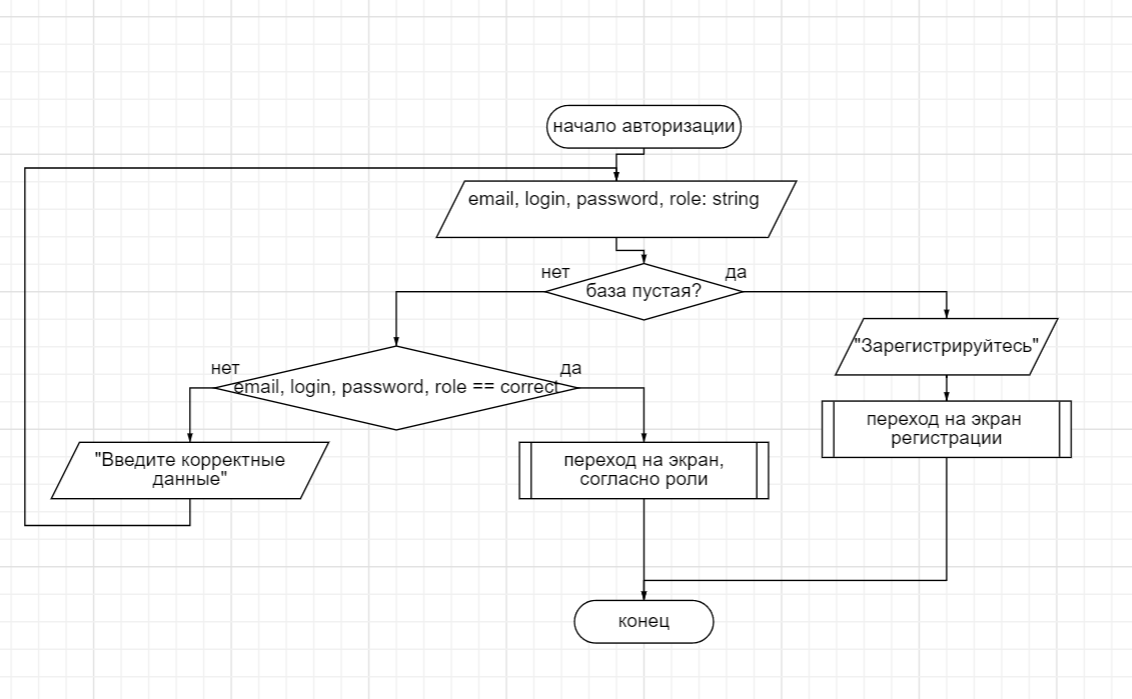 начало авторизации
email, login, password, role: string
нет
да
база пустая?
"Зарегистрируйтесь"
нет
да
email, login, password, role == correct
переход на экран
регистрации
"Введите корректные
данные"
переход на экран,
согласно роли
конец